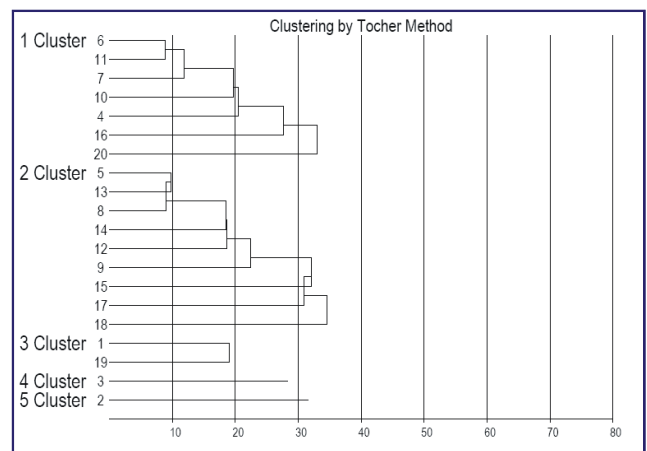 Clustering by Tocher Method
1 Cluster 6
11
7
10
4
16
20
2 Cluster 5
13
8
14
12
9
15
17
18
3 Cluster 1
19
4 Cluster 3
5 Cluster 2
10 20 30 40 50 60 70 80